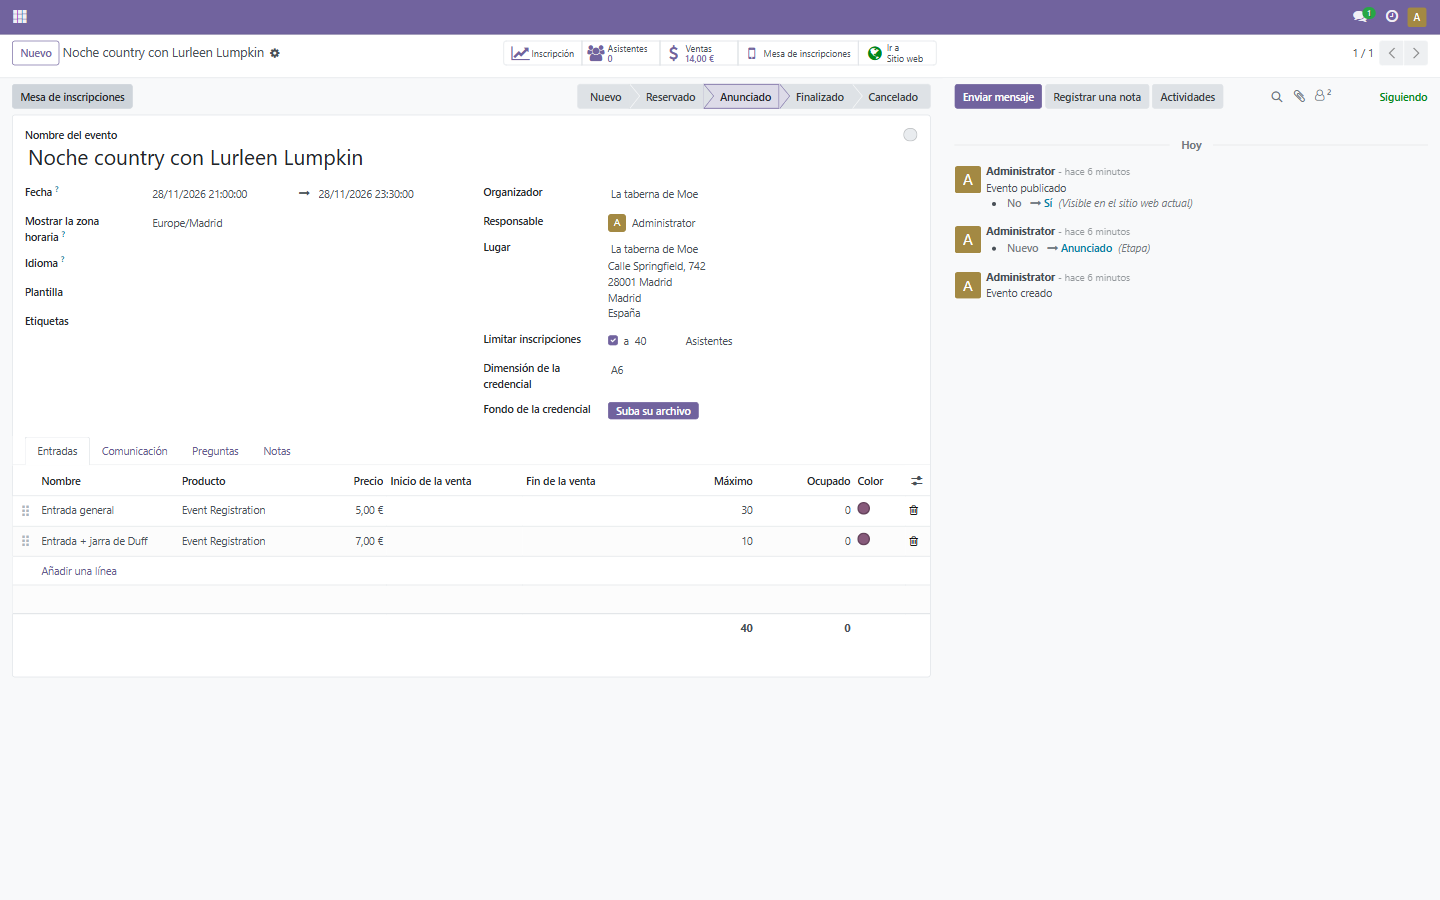 1
A
Nuevo
Noche country con Lurleen Lumpkin
Inscripción
Asistentes
0
Ventas
14,00 €
Mesa de inscripciones
Ir a
Sitio web
1 / 1
Mesa de inscripciones
Nuevo
Reservado
Anunciado
Finalizado
Cancelado
Enviar mensaje
Registrar una nota
Actividades
2
Siguiendo
Nombre del evento
Noche country con Lurleen Lumpkin
Fecha ?
28/11/2026 21:00:00
28/11/2026 23:30:00
Mostrar la zona
horaria ?
Europe/Madrid
Idioma ?
Plantilla
Etiquetas
Organizador
La taberna de Moe
Responsable
A Administrator
Lugar
La taberna de Moe
Calle Springfield, 742
28001 Madrid
Madrid
España
Limitar inscripciones
a 40 Asistentes
Dimensión de la
credencial
A6
Fondo de la credencial
Suba su archivo
Entradas
Comunicación
Preguntas
Notas
Nombre Producto Precio Inicio de la venta Fin de la venta Máximo Ocupado Color
Entrada general Event Registration 5,00 € 30 0
Entrada + jarra de Duff Event Registration 7,00 € 10 0
Añadir una línea
40 0
Hoy
A
Administrator - hace 6 minutos
Evento publicado
No Sí (Visible en el sitio web actual)
A
Administrator - hace 6 minutos
Nuevo Anunciado (Etapa)
A
Administrator - hace 6 minutos
Evento creado